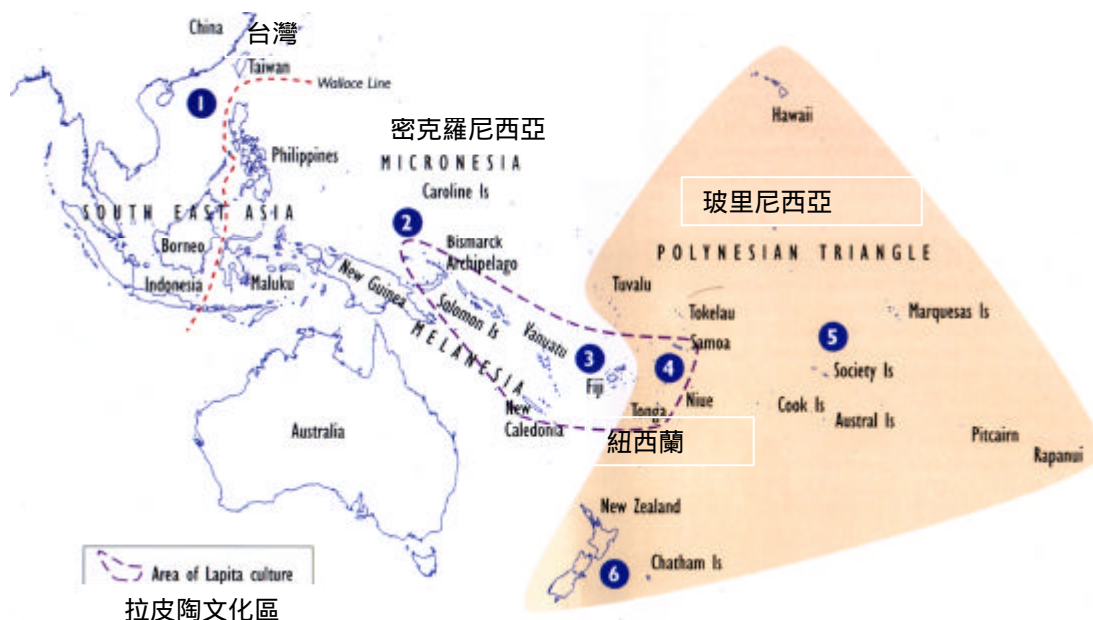 China
台灣
Taiwan
Wallace Line
1
Hawaii
密克羅尼西亞
MICRONESIA
Philippines
Caroline Is
玻里尼西亞
SOUTH EAST ASIA
2
Bismarck
Archipelago
POLYNESIAN TRIANGLE
Borneo
Indonesia
Maluku
New Guinea
Tuvalu
Solomon Is
Tokelau
Marquesas Is
MELANESIA
Vanuatu
Samoa
5
3
4
Society Is
Fiji
Niue
Cook Is
New
Caledonia
Tonga
Austral Is
Australia
紐西蘭
Pitcairn
Rapanui
New Zealand
Chatham Is
6
Area of Lapita culture
拉皮陶文化區